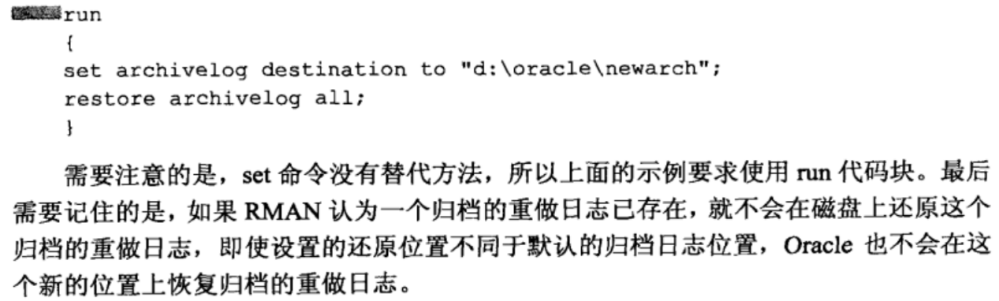 run
{
set archivelog destination to "d:\oracle\newarch";
restore archivelog all;
}
需要注意的是，set 命令没有替代方法，所以上面的示例要求使用 run 代码块。最后
需要记住的是，如果 RMAN 认为一个归档的重做日志已存在，就不会在磁盘上还原这个
归档的重做日志，即使设置的还原位置不同于默认的归档日志位置，Oracle 也不会在这
个新的位置上恢复归档的重做日志。